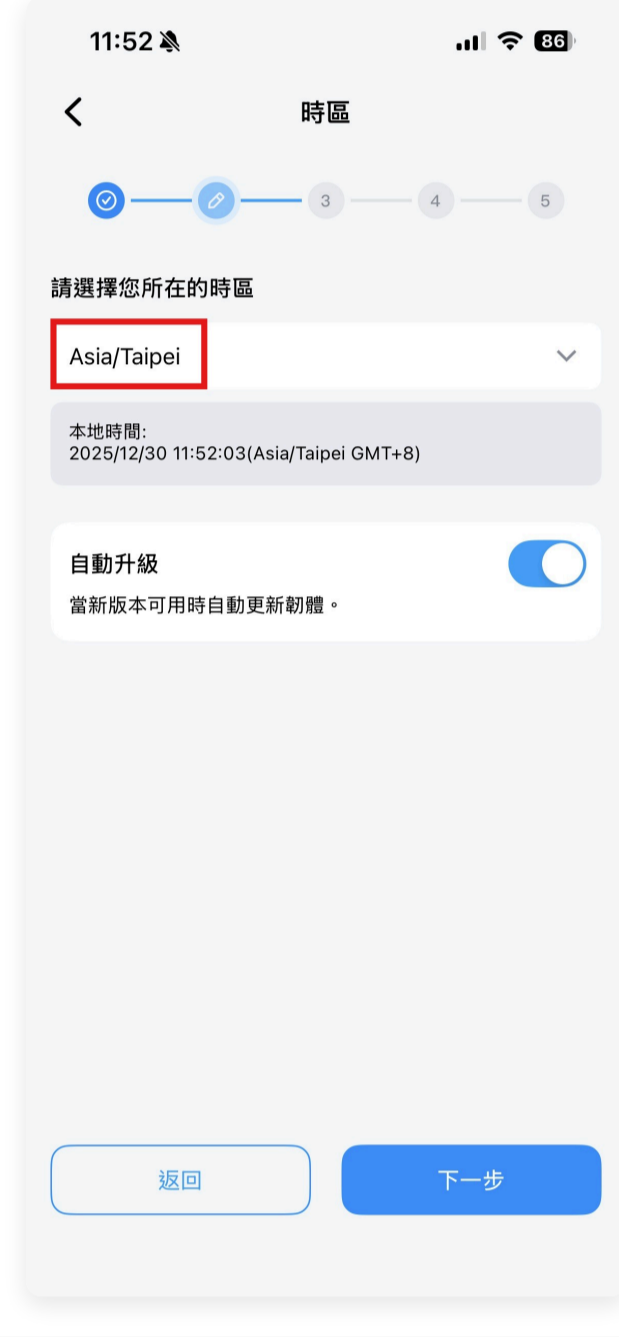 11:52
86
時區
3
4
5
請選擇您所在的時區
Asia/Taipei
本地時間:
2025/12/30 11:52:03(Asia/Taipei GMT+8)
自動升級
當新版本可用時自動更新韌體。
返回
下一步